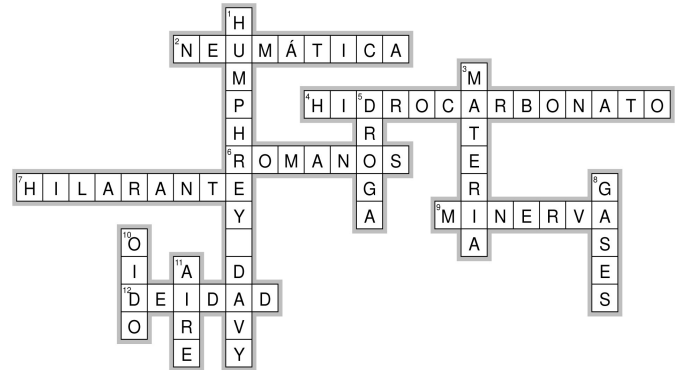 1 HUMPHREY DAVY
2 NEUMÁTICA
3 MATERIA
4 HIDROCARBONATO
5 DROGA
6 ROMANOS
7 HILARANTE
8 GASES
9 MINERVA
10 OIDO
11 AIRE
12 DEIDAD